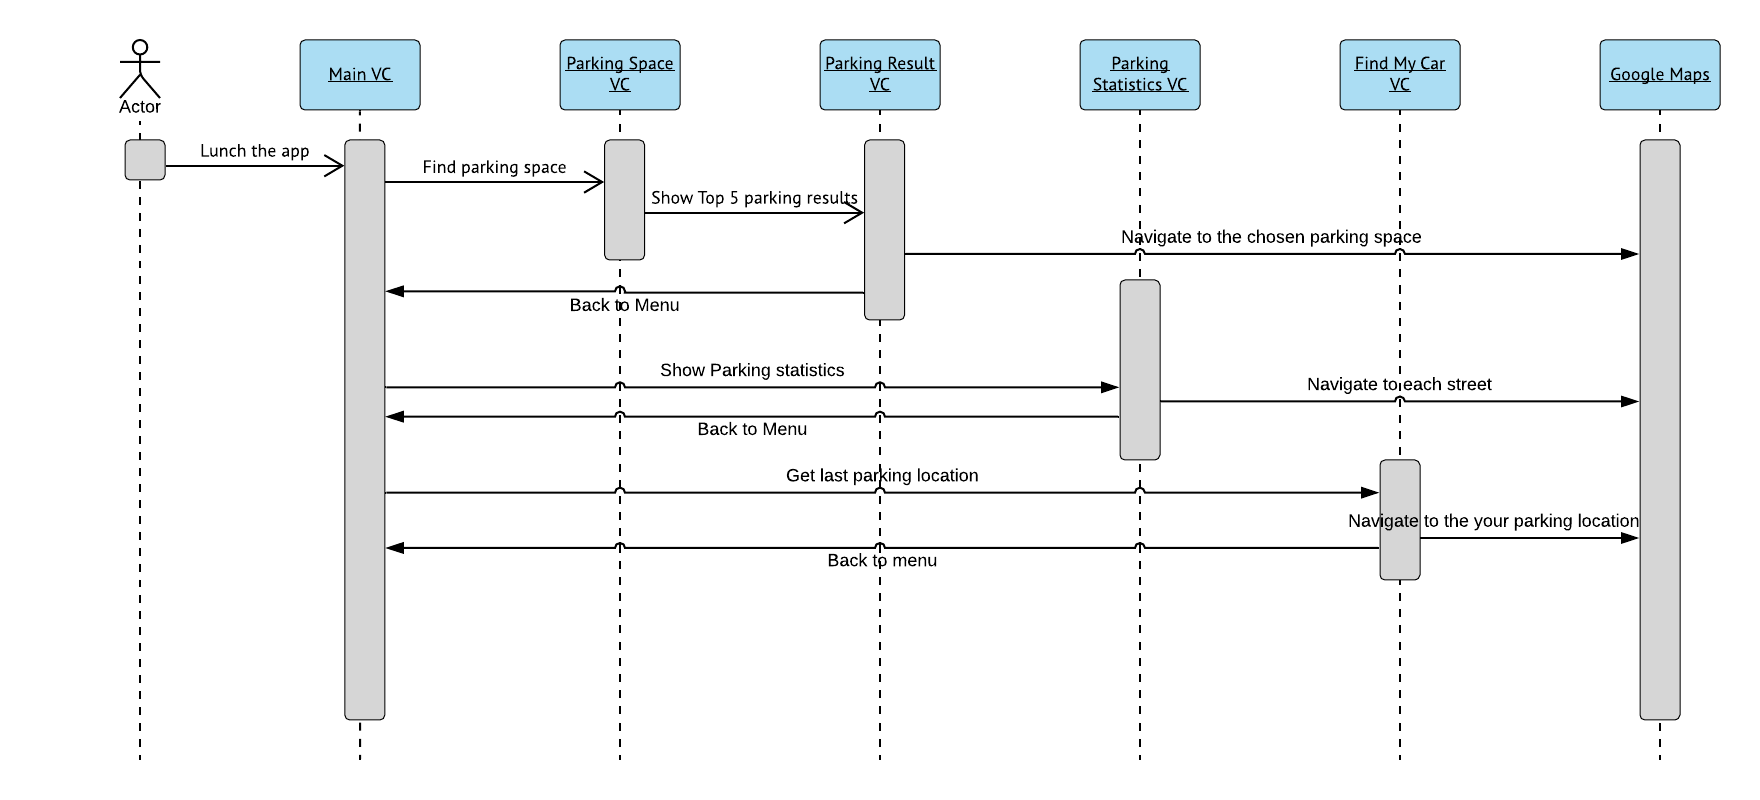 Actor
Main VC
Parking Space
VC
Parking Result
VC
Parking
Statistics VC
Find My Car
VC
Google Maps
Lunch the app
Find parking space
Show Top 5 parking results
Navigate to the chosen parking space
Back to Menu
Show Parking statistics
Navigate to each street
Back to Menu
Get last parking location
Navigate to the your parking location
Back to menu